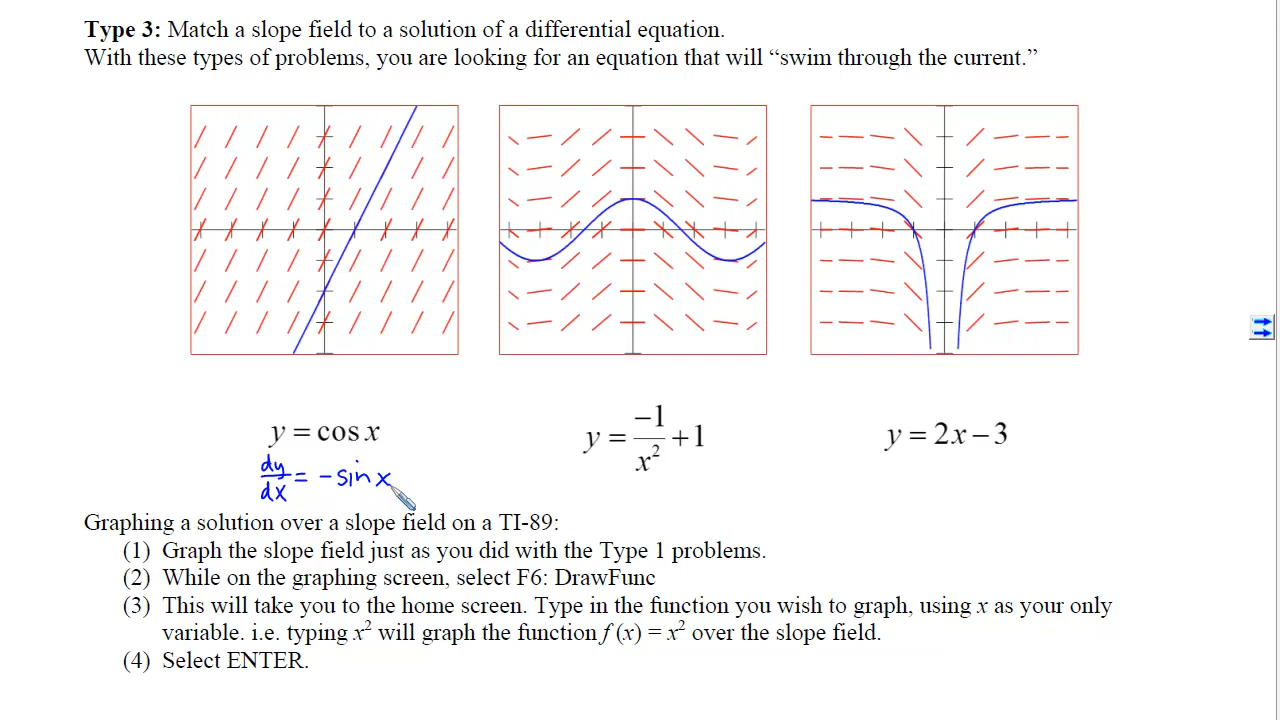 Type 3: Match a slope field to a solution of a differential equation.
With these types of problems, you are looking for an equation that will “swim through the current.”
y = cos x
y = -1/x² + 1
y = 2x – 3
dy/dx = - sin x
Graphing a solution over a slope field on a TI-89:
(1) Graph the slope field just as you did with the Type 1 problems.
(2) While on the graphing screen, select F6: DrawFunc
(3) This will take you to the home screen. Type in the function you wish to graph, using x as your only
variable. i.e. typing x² will graph the function f (x) = x² over the slope field.
(4) Select ENTER.